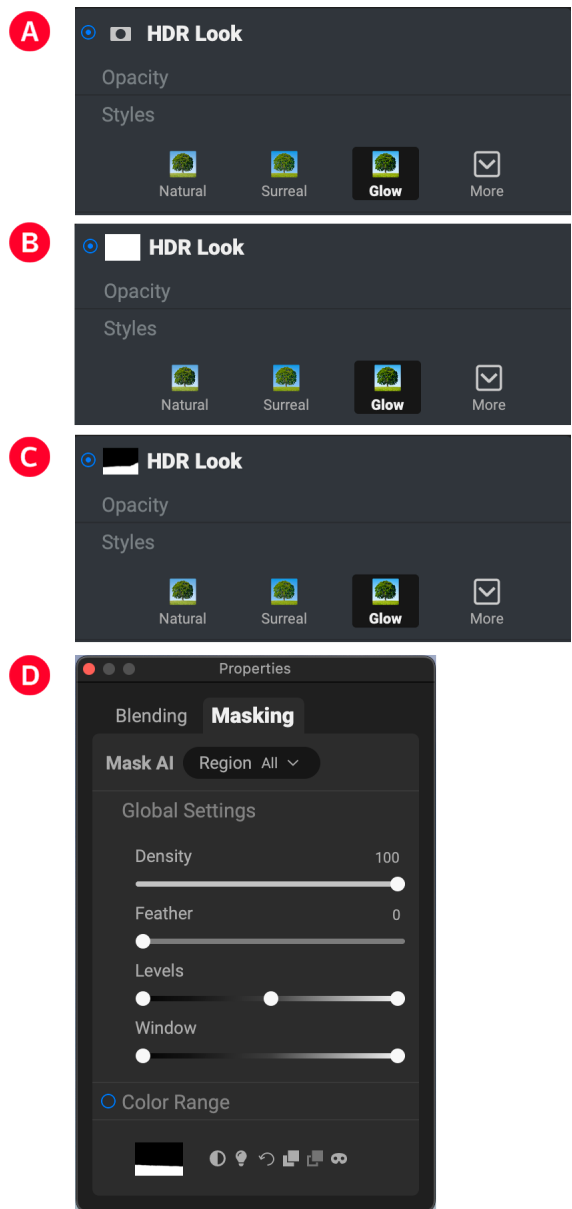 A
HDR Look
Opacity
Styles
Natural Surreal Glow More
B
HDR Look
Opacity
Styles
Natural Surreal Glow More
C
HDR Look
Opacity
Styles
Natural Surreal Glow More
D
Properties
Blending Masking
Mask AI Region All
Global Settings
Density 100
Feather 0
Levels
Window
Color Range